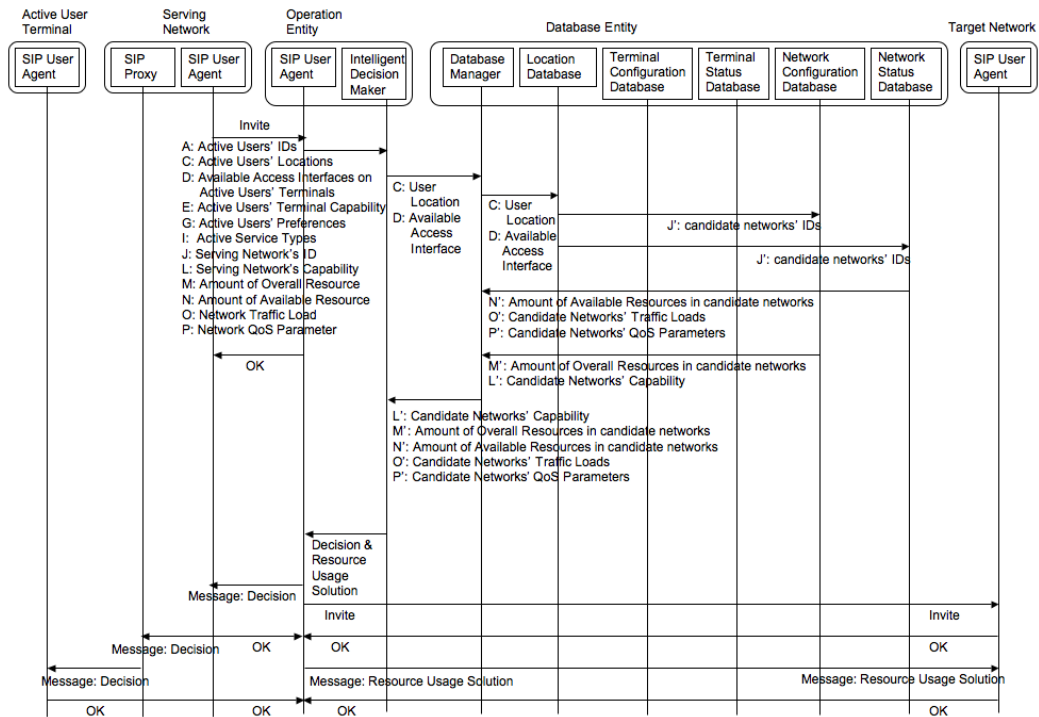 Active User
Terminal
Serving
Network
Operation
Entity
Database Entity
Target Network
SIP User
Agent
SIP
Proxy
SIP User
Agent
SIP User
Agent
Intelligent
Decision
Maker
Database
Manager
Location
Database
Terminal
Configuration
Database
Terminal
Status
Database
Network
Configuration
Database
Network
Status
Database
SIP User
Agent
Invite
A: Active Users' IDs
C: Active Users' Locations
D: Available Access Interfaces on
Active Users' Terminals
E: Active Users' Terminal Capability
G: Active Users' Preferences
I: Active Service Types
J: Serving Network's ID
L: Serving Network's Capability
M: Amount of Overall Resource
N: Amount of Available Resource
O: Network Traffic Load
P: Network QoS Parameter
OK
C: User
Location
D: Available
Access
Interface
C: User
Location
D: Available
Access
Interface
J': candidate networks' IDs
J': candidate networks' IDs
N': Amount of Available Resources in candidate networks
O': Candidate Networks' Traffic Loads
P': Candidate Networks' QoS Parameters
M': Amount of Overall Resources in candidate networks
L': Candidate Networks' Capability
L': Candidate Networks' Capability
M': Amount of Overall Resources in candidate networks
N': Amount of Available Resources in candidate networks
O': Candidate Networks' Traffic Loads
P': Candidate Networks' QoS Parameters
Decision &
Resource
Usage
Solution
Message: Decision
Invite
Invite
Message: Decision
OK
OK
OK
Message: Decision
Message: Resource Usage Solution
Message: Resource Usage Solution
OK
OK
OK
OK